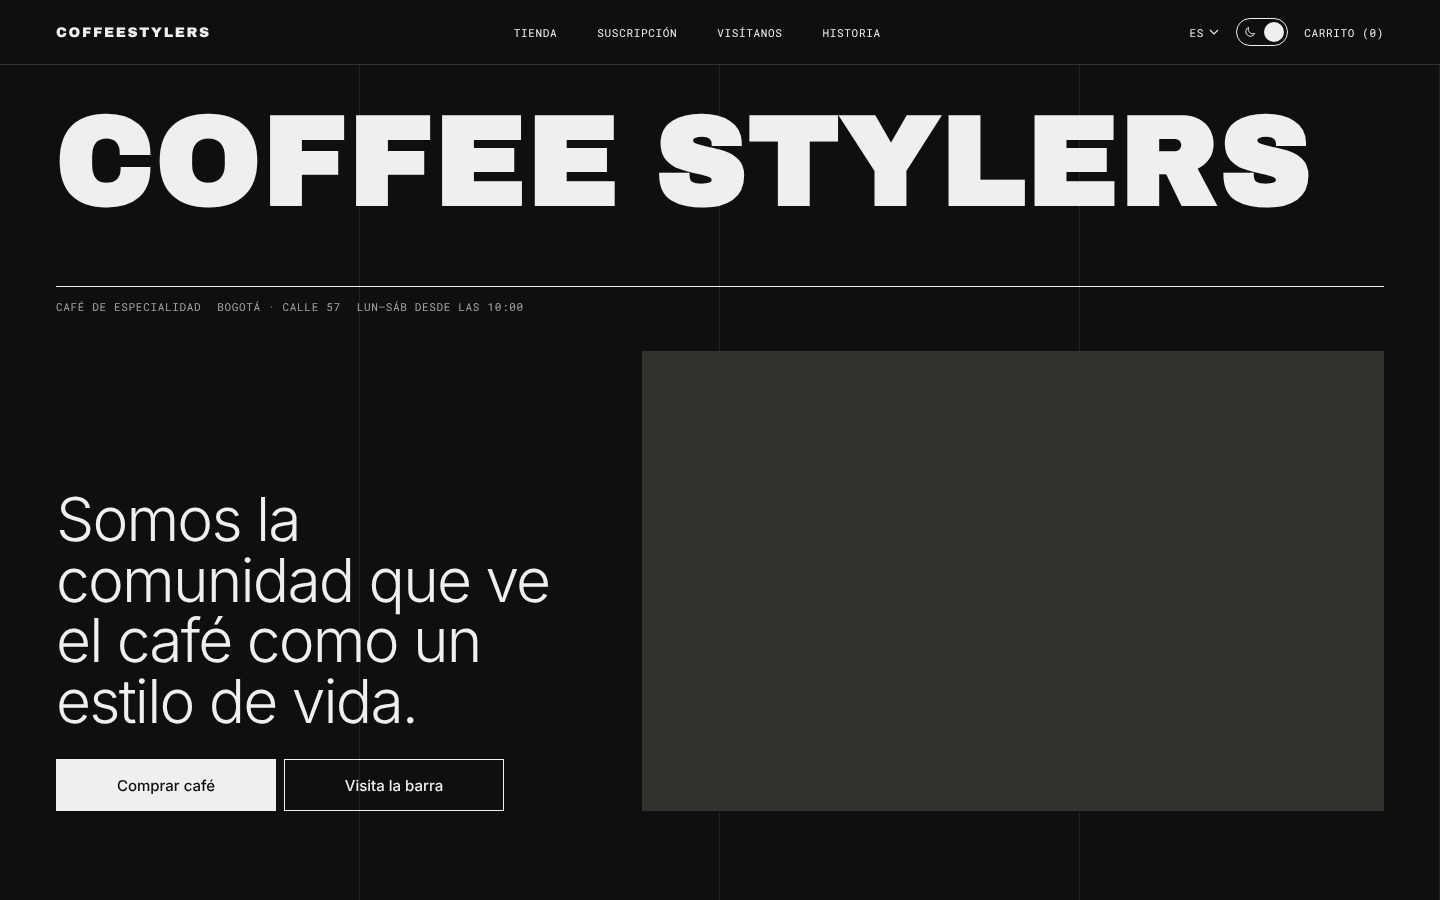 COFFEESTYLERS
TIENDA SUSCRIPCIÓN VISÍTANOS HISTORIA
ES CARRITO (0)
COFFEE STYLERS
CAFÉ DE ESPECIALIDAD BOGOTÁ · CALLE 57 LUN—SÁB DESDE LAS 10:00
Somos la
comunidad que ve
el café como un
estilo de vida.
Comprar café
Visita la barra